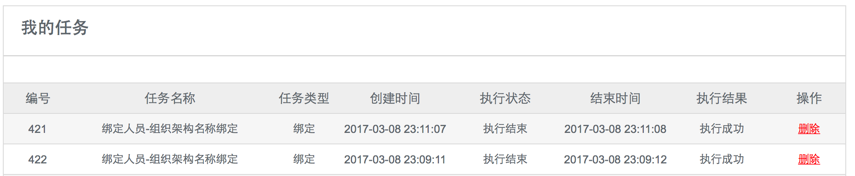 我的任务
编号 任务名称 任务类型 创建时间 执行状态 结束时间 执行结果 操作
421 绑定人员-组织架构名称绑定 绑定 2017-03-08 23:11:07 执行结束 2017-03-08 23:11:08 执行成功 删除
422 绑定人员-组织架构名称绑定 绑定 2017-03-08 23:09:11 执行结束 2017-03-08 23:09:12 执行成功 删除